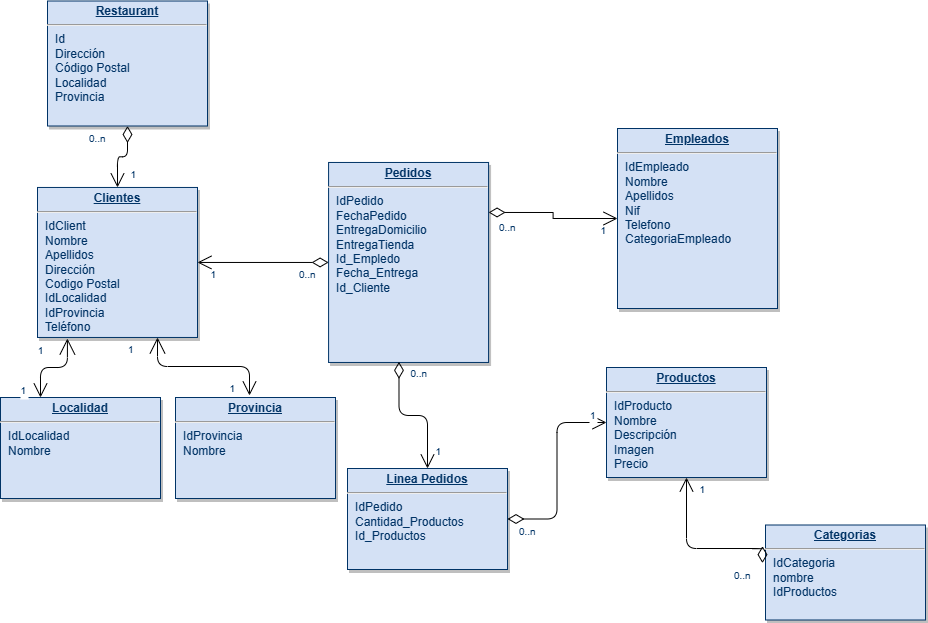 Restaurant
Id
Dirección
Código Postal
Localidad
Provincia
0..n
1
Clientes
IdClient
Nombre
Apellidos
Dirección
Codigo Postal
IdLocalidad
IdProvincia
Teléfono
1
0..n
Pedidos
IdPedido
FechaPedido
EntregaDomicilio
EntregaTienda
Id_Empledo
Fecha_Entrega
Id_Cliente
0..n
1
Empleados
IdEmpleado
Nombre
Apellidos
Nif
Telefono
CategoriaEmpleado
1
1
Localidad
IdLocalidad
Nombre
1
1
Provincia
IdProvincia
Nombre
0..n
1
Linea Pedidos
IdPedido
Cantidad_Productos
Id_Productos
0..n
1
Productos
IdProducto
Nombre
Descripción
Imagen
Precio
1
0..n
Categorias
IdCategoria
nombre
IdProductos